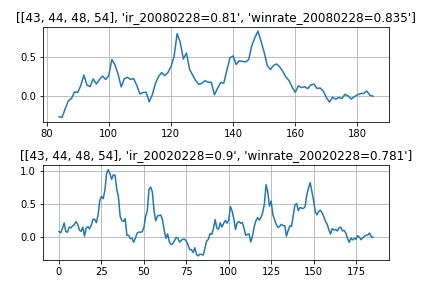 [[43, 44, 48, 54], 'ir_20080228=0.81', 'winrate_20080228=0.835']
0.5
0.0
80 100 120 140 160 180
[[43, 44, 48, 54], 'ir_20020228=0.9', 'winrate_20020228=0.781']
1.0
0.5
0.0
0 25 50 75 100 125 150 175